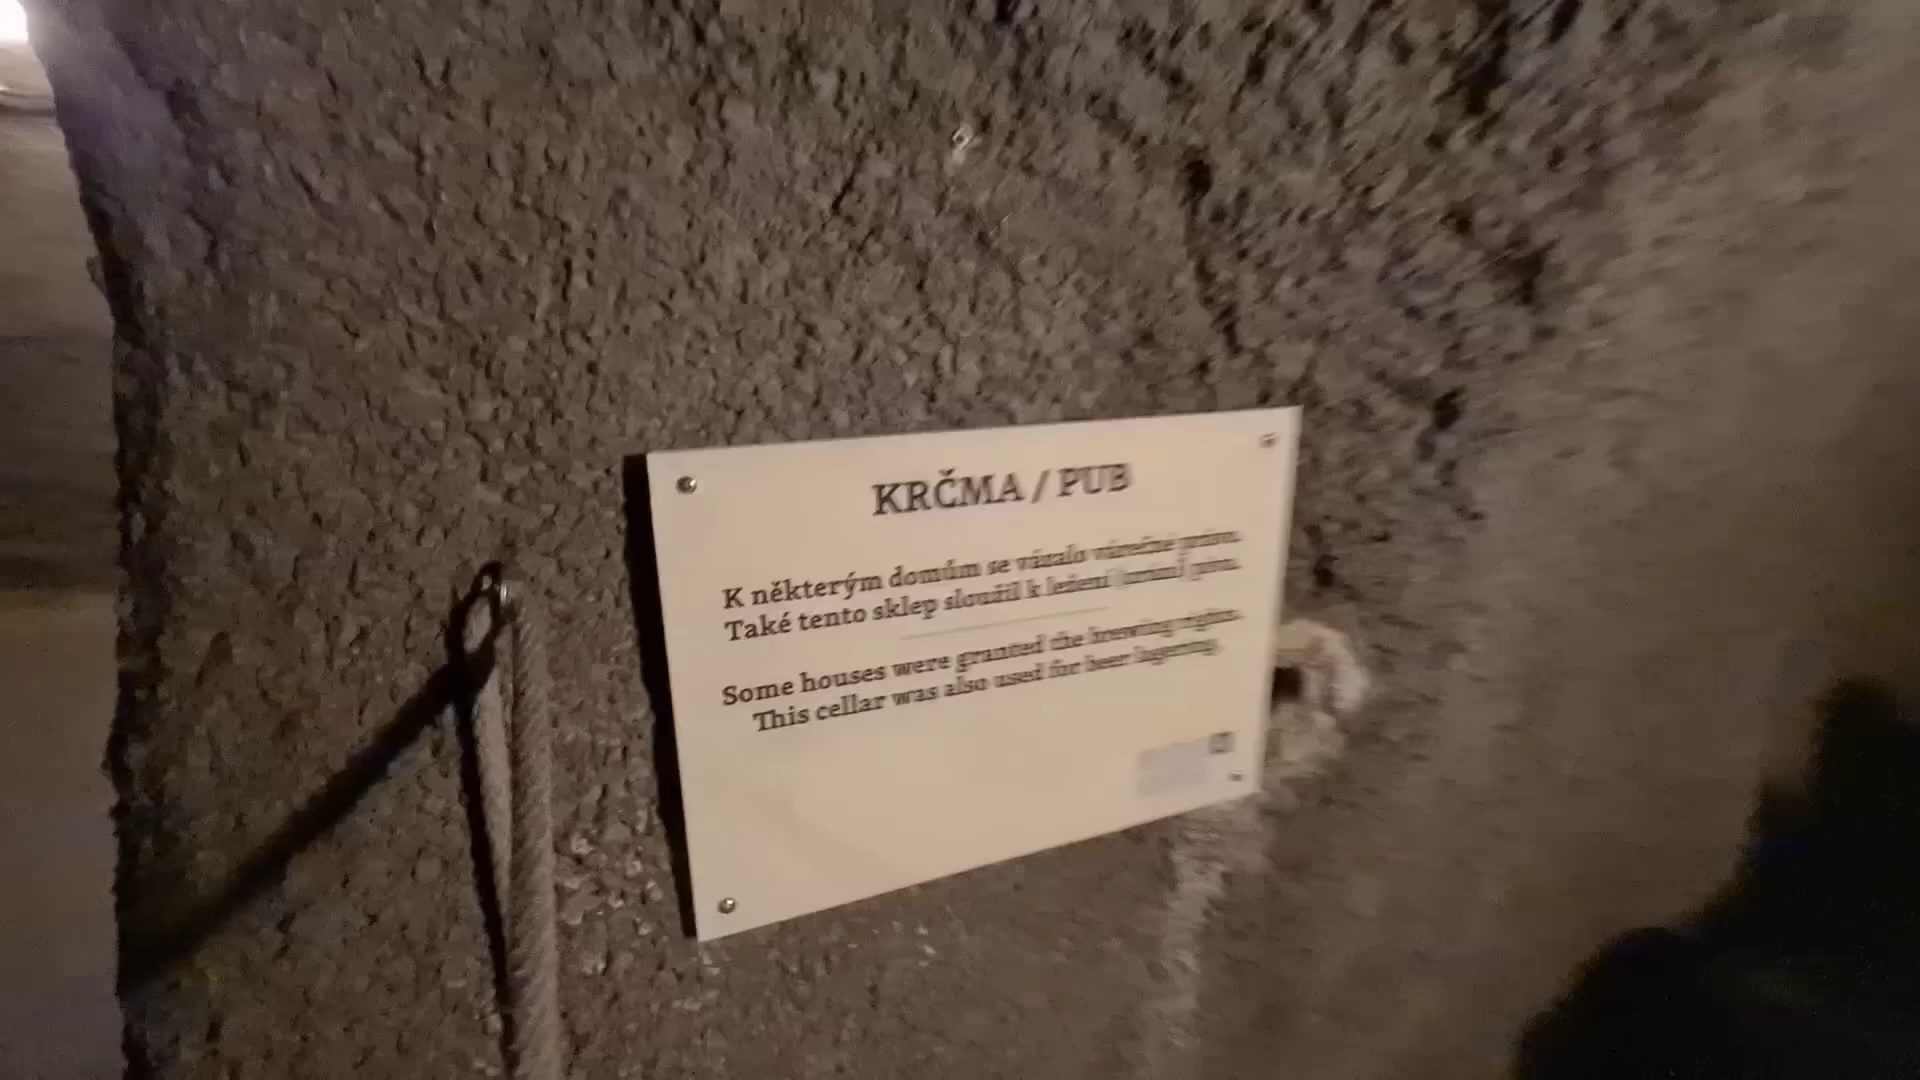 KRČMA / PUB
K některým domům se vázalo várečné právo.
Také tento sklep sloužil k ležení (zrání) piva.
Some houses were granted the brewing rights.
This cellar was also used for beer lagering.